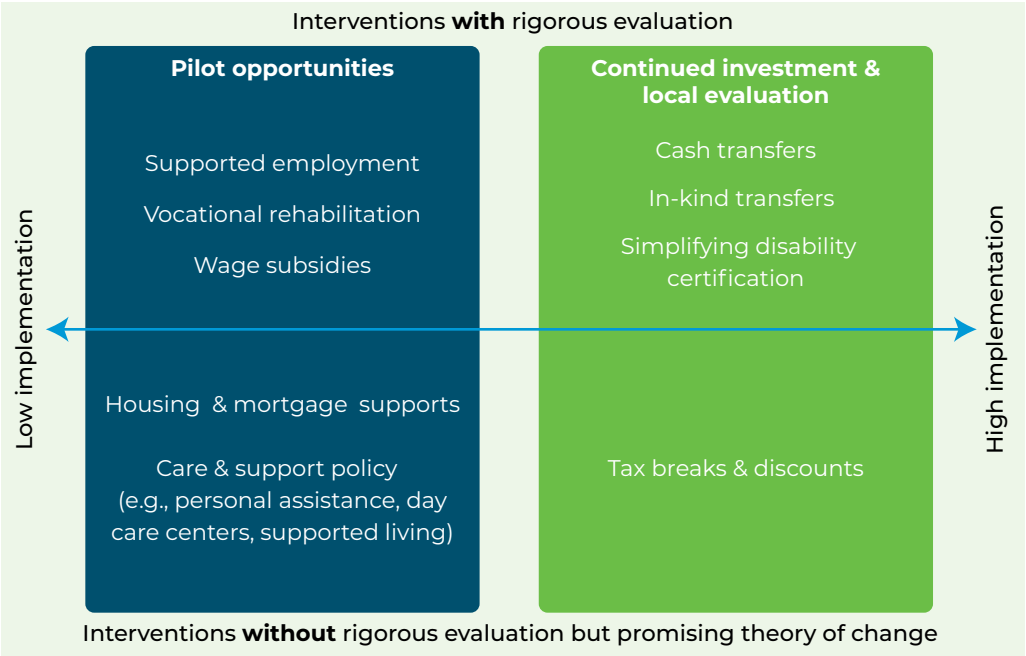 Interventions with rigorous evaluation
Pilot opportunities
Supported employment
Vocational rehabilitation
Wage subsidies
Housing & mortgage supports
Care & support policy
(e.g., personal assistance, day
care centers, supported living)
Continued investment &
local evaluation
Cash transfers
In-kind transfers
Simplifying disability
certification
Tax breaks & discounts
Low implementation
High implementation
Interventions without rigorous evaluation but promising theory of change